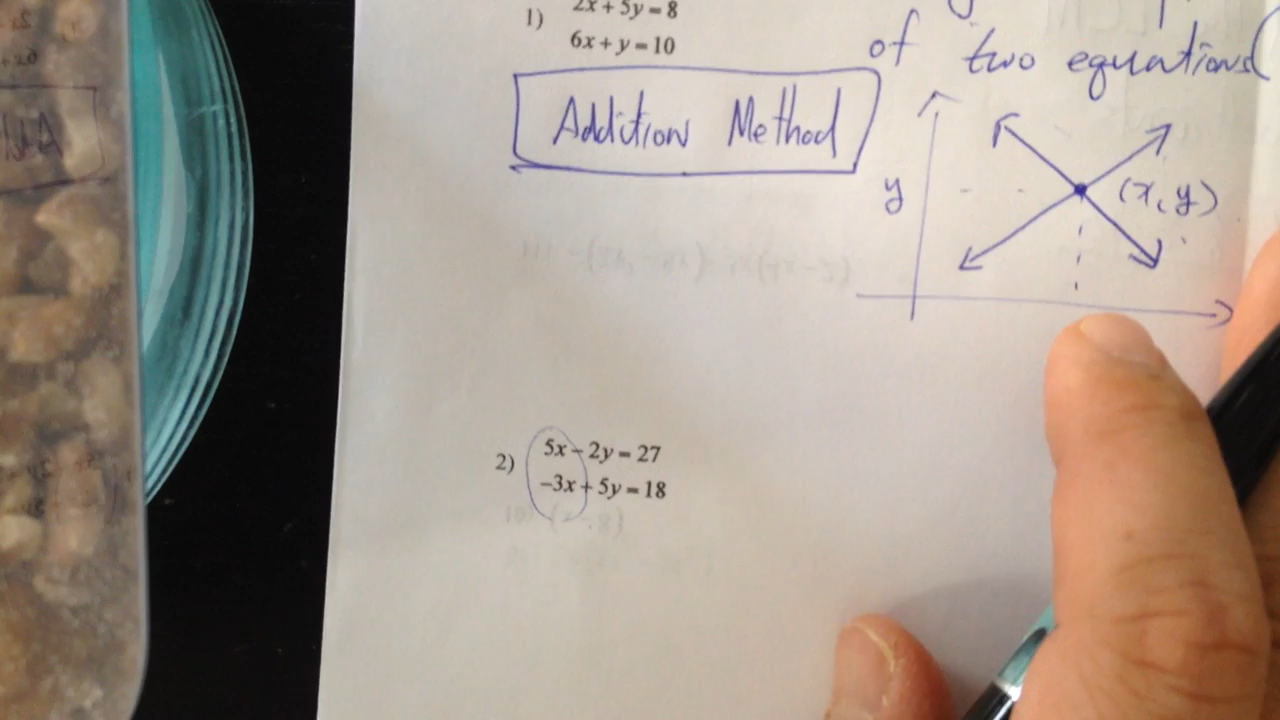 1)
2x + 5y = 8
6x + y = 10
of two equations(
Addition Method
y
(x, y)
2)
5x - 2y = 27
-3x + 5y = 18